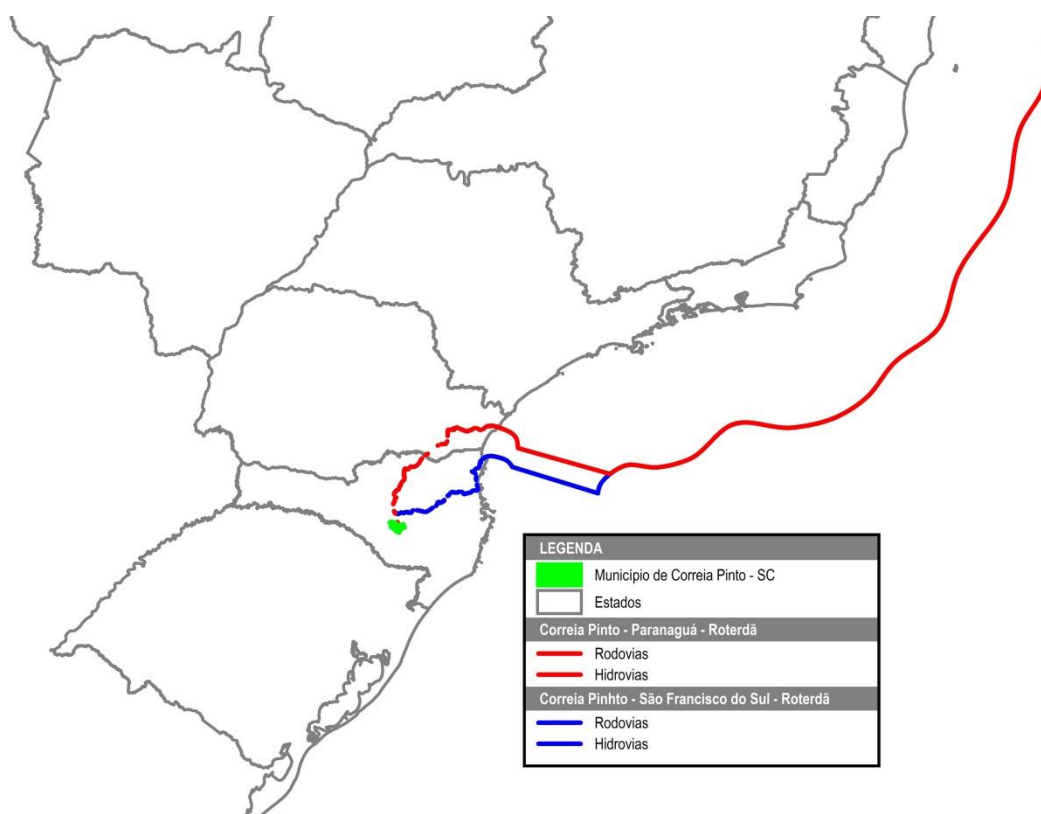 LEGENDA
Município de Correia Pinto - SC
Estados
Correia Pinto - Paranaguá - Roterdã
Rodovias
Hidrovias
Correia Pinhto - São Francisco do Sul - Roterdã
Rodovias
Hidrovias